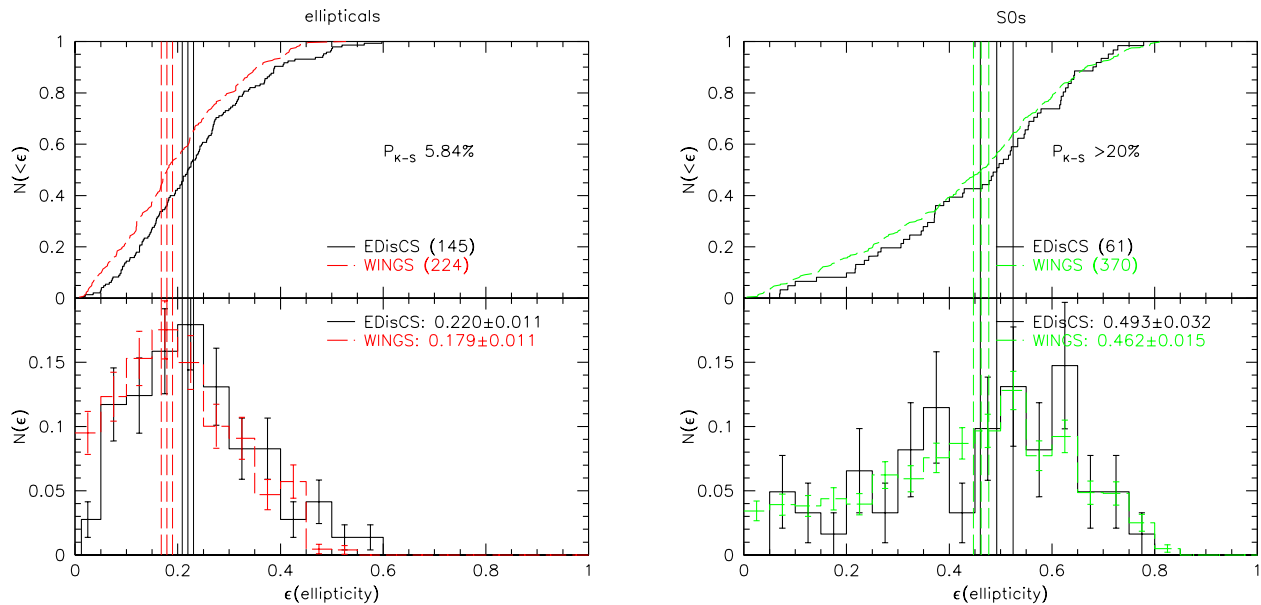 ellipticals
1
0.8
0.6
0.4
0.2
0
N(<ϵ)
P_K-S 5.84%
EDisCS (145)
WINGS (224)
0.15
0.1
0.05
0
N(ϵ)
EDisCS: 0.220±0.011
WINGS: 0.179±0.011
0 0.2 0.4 0.6 0.8 1
ϵ(ellipticity)
S0s
1
0.8
0.6
0.4
0.2
0
N(<ϵ)
P_K-S >20%
EDisCS (61)
WINGS (370)
0.15
0.1
0.05
0
N(ϵ)
EDisCS: 0.493±0.032
WINGS: 0.462±0.015
0 0.2 0.4 0.6 0.8 1
ϵ(ellipticity)